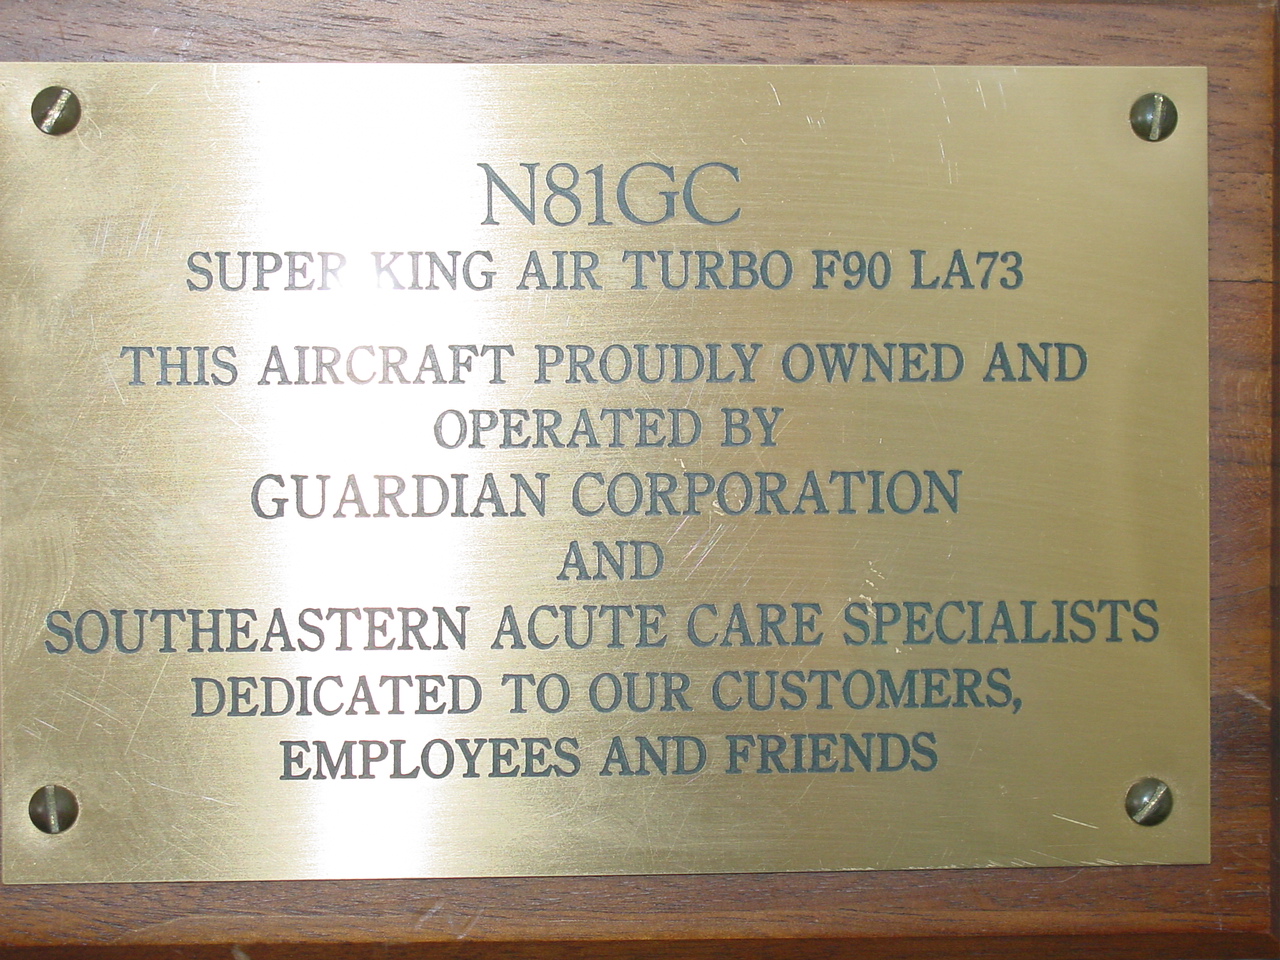 N81GC
SUPER KING AIR TURBO F90 LA73
THIS AIRCRAFT PROUDLY OWNED AND
OPERATED BY
GUARDIAN CORPORATION
AND
SOUTHEASTERN ACUTE CARE SPECIALISTS
DEDICATED TO OUR CUSTOMERS,
EMPLOYEES AND FRIENDS